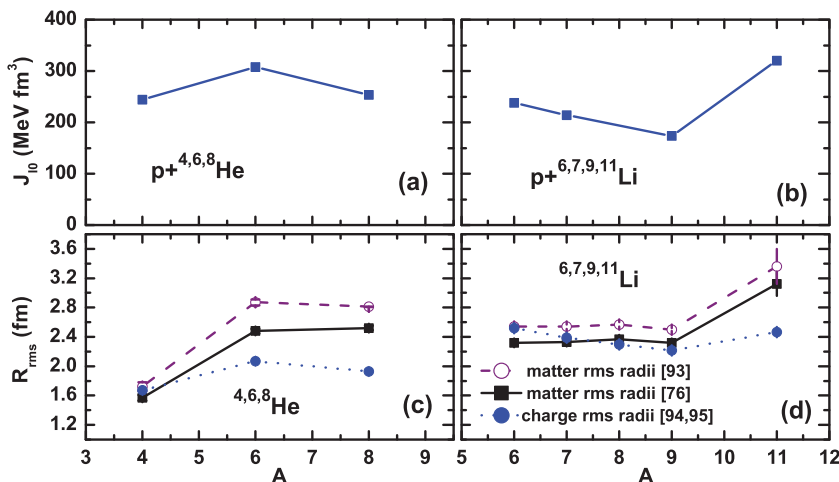 400
300
200
100
0
J_I0 (MeV fm³)
p+⁴,⁶,⁸He
(a)
p+⁶,⁷,⁹,¹¹Li
(b)
3.6
3.2
2.8
2.4
2.0
1.6
1.2
R_rms (fm)
⁴,⁶,⁸He
(c)
⁶,⁷,⁹,¹¹Li
matter rms radii [93]
matter rms radii [76]
charge rms radii [94,95]
(d)
3 4 5 6 7 8 9
5 6 7 8 9 10 11 12
A
A